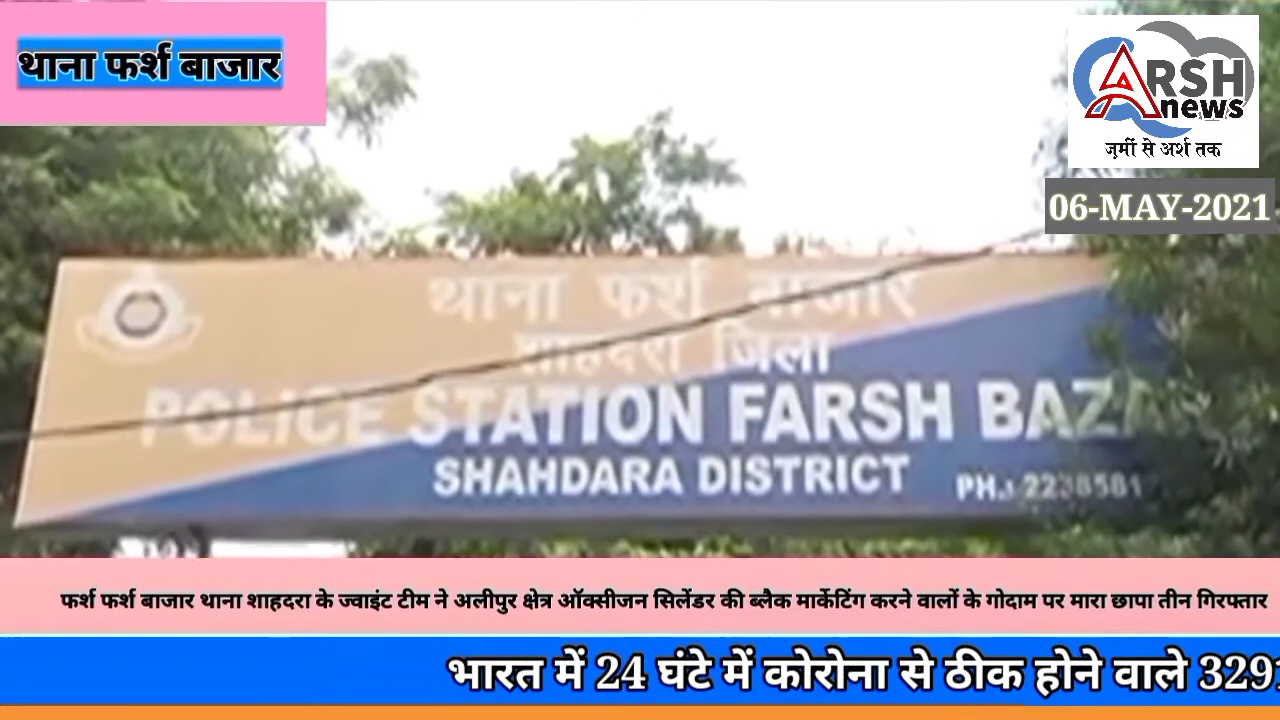 थाना फर्श बाजार
ARSH
news
ज़मीं से अर्श तक
06-MAY-2021
थाना फर्श बाजार
शाहदरा जिला
POLICE STATION FARSH BAZA
SHAHDARA DISTRICT
PH.: 2238581
फर्श फर्श बाजार थाना शाहदरा के ज्वाइंट टीम ने अलीपुर क्षेत्र ऑक्सीजन सिलेंडर की ब्लैक मार्केटिंग करने वालों के गोदाम पर मारा छापा तीन गिरफ्तार
भारत में 24 घंटे में कोरोना से ठीक होने वाले 329